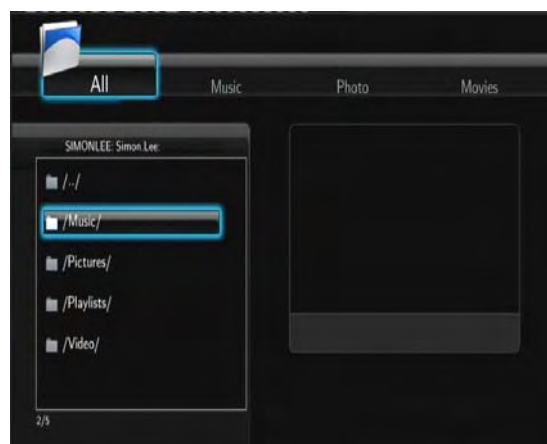 All Music Photo Movies
SIMONLEE: Simon Lee:
/../
/Music/
/Pictures/
/Playlists/
/Video/
2/5